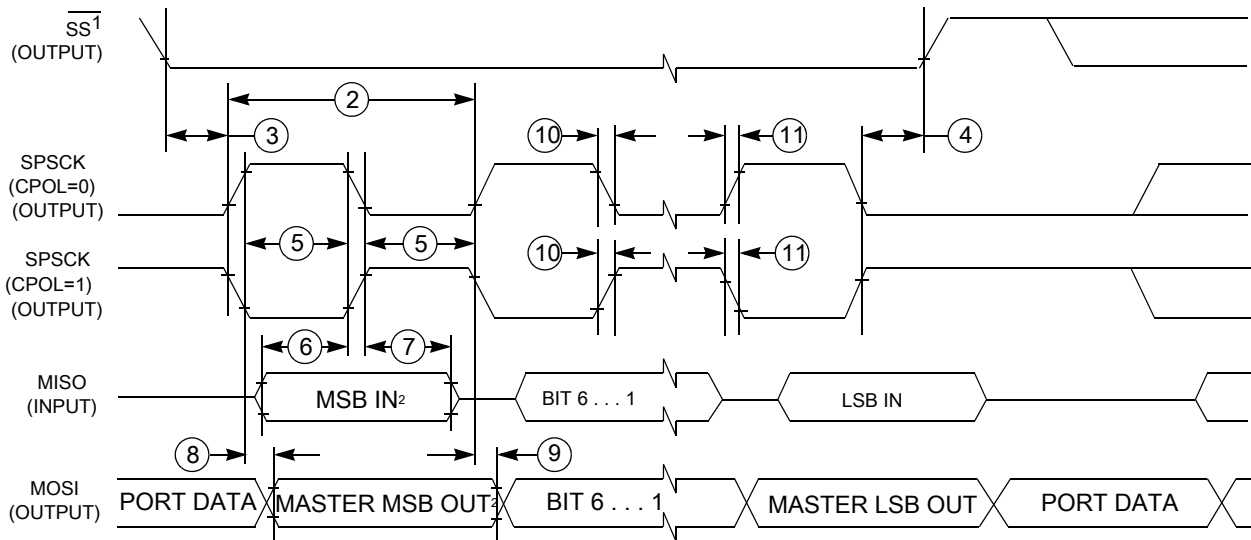 SS1
(OUTPUT)
2
3
10
11
4
SPSCK
(CPOL=0)
(OUTPUT)
5
5
SPSCK
(CPOL=1)
(OUTPUT)
10
11
6
7
MISO
(INPUT)
MSB IN2
BIT 6 . . . 1
LSB IN
8
9
MOSI
(OUTPUT)
PORT DATA
MASTER MSB OUT2
BIT 6 . . . 1
MASTER LSB OUT
PORT DATA